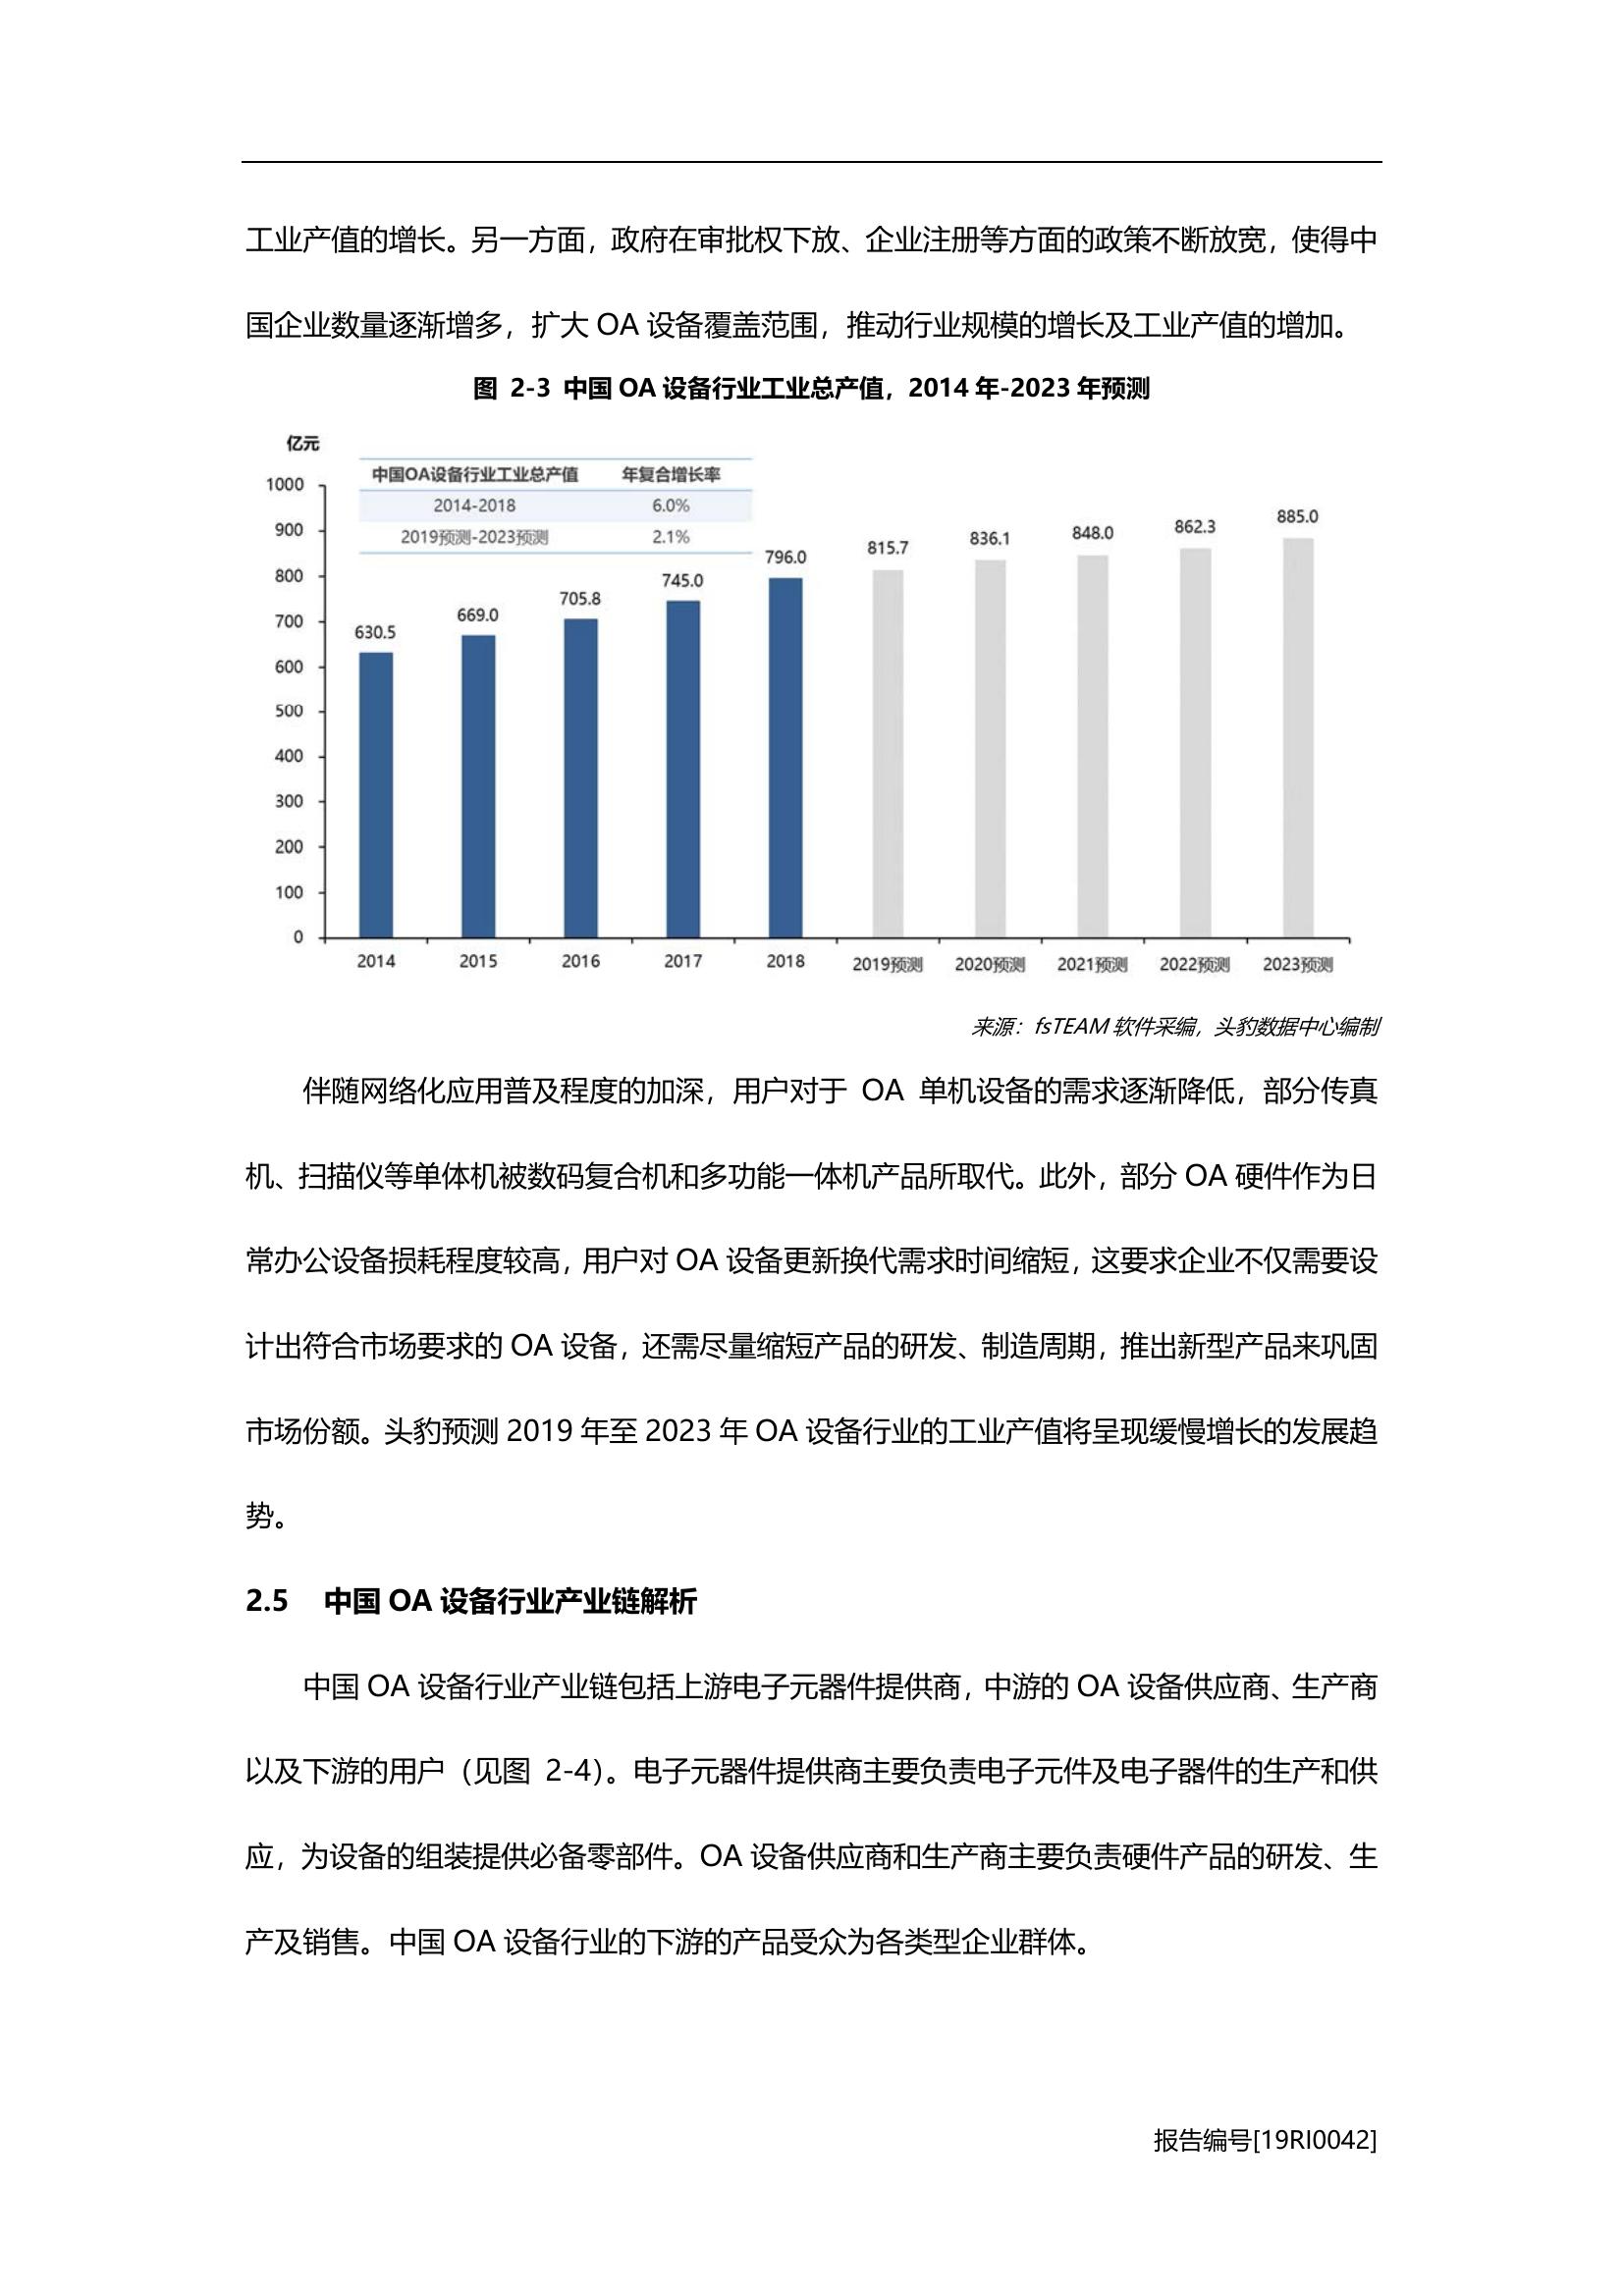 工业产值的增长。另一方面，政府在审批权下放、企业注册等方面的政策不断放宽，使得中
国企业数量逐渐增多，扩大 OA 设备覆盖范围，推动行业规模的增长及工业产值的增加。
图 2-3 中国 OA 设备行业工业总产值，2014 年-2023 年预测
亿元
中国OA设备行业工业总产值 年复合增长率
2014-2018 6.0%
2019预测-2023预测 2.1%
1000
900
800
700
600
500
400
300
200
100
0
630.5
669.0
705.8
745.0
796.0
815.7
836.1
848.0
862.3
885.0
2014 2015 2016 2017 2018 2019预测 2020预测 2021预测 2022预测 2023预测
来源：fsTEAM 软件采编，头豹数据中心编制
伴随网络化应用普及程度的加深，用户对于 OA 单机设备的需求逐渐降低，部分传真
机、扫描仪等单体机被数码复合机和多功能一体机产品所取代。此外，部分 OA 硬件作为日
常办公设备损耗程度较高，用户对 OA 设备更新换代需求时间缩短，这要求企业不仅需要设
计出符合市场要求的 OA 设备，还需尽量缩短产品的研发、制造周期，推出新型产品来巩固
市场份额。头豹预测 2019 年至 2023 年 OA 设备行业的工业产值将呈现缓慢增长的发展趋
势。
2.5 中国 OA 设备行业产业链解析
中国 OA 设备行业产业链包括上游电子元器件提供商，中游的 OA 设备供应商、生产商
以及下游的用户（见图 2-4）。电子元器件提供商主要负责电子元件及电子器件的生产和供
应，为设备的组装提供必备零部件。OA 设备供应商和生产商主要负责硬件产品的研发、生
产及销售。中国 OA 设备行业的下游的产品受众为各类型企业群体。
报告编号[19RI0042]